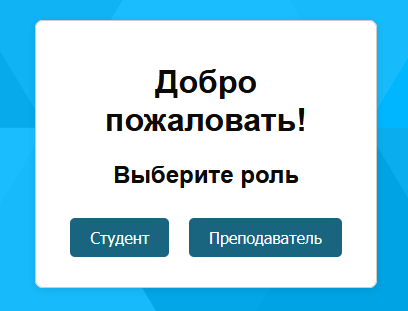 Добро
пожаловать!
Выберите роль
Студент
Преподаватель